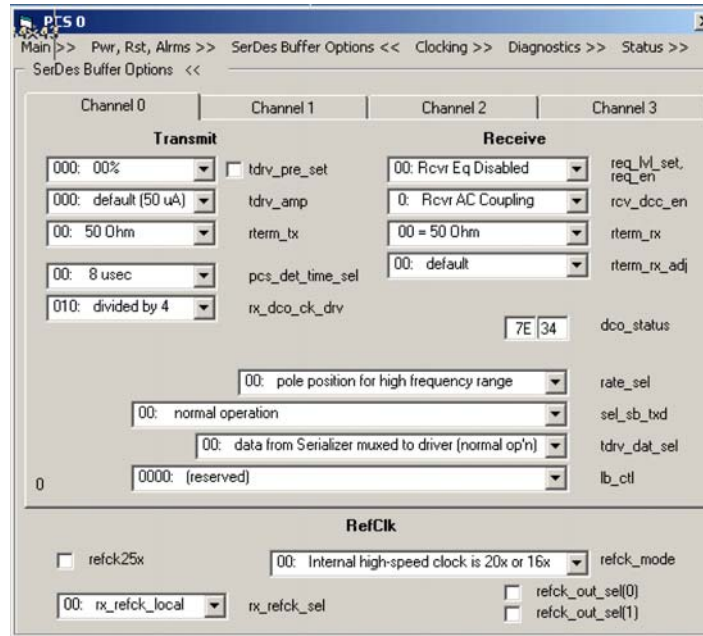 PCS 0
Main >> Pwr, Rst, Alrms >> SerDes Buffer Options << Clocking >> Diagnostics >> Status >>
SerDes Buffer Options <<
Channel 0 Channel 1 Channel 2 Channel 3
Transmit Receive
000: 00% tdrv_pre_set 00: Rcvr Eq Disabled req_lvl_set, req_en
000: default (50 uA) tdrv_amp 0: Rcvr AC Coupling rcv_dcc_en
00: 50 Ohm rterm_tx 00 = 50 Ohm rterm_rx
00: default rterm_rx_adj
00: 8 usec pcs_det_time_sel
010: divided by 4 rx_dco_ck_drv
7E 34 dco_status
00: pole position for high frequency range rate_sel
00: normal operation sel_sb_txd
00: data from Serializer muxed to driver (normal op'n) tdrv_dat_sel
0 0000: (reserved) lb_ctl
RefClk
refck25x 00: Internal high-speed clock is 20x or 16x refck_mode
00: rx_refck_local rx_refck_sel refck_out_sel(0)
refck_out_sel(1)